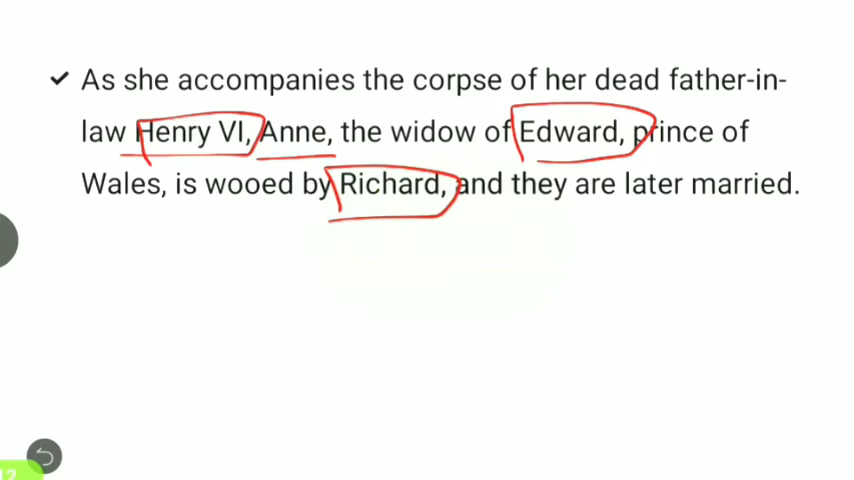 ✓ As she accompanies the corpse of her dead father-in-
law Henry VI, Anne, the widow of Edward, prince of
Wales, is wooed by Richard, and they are later married.
12